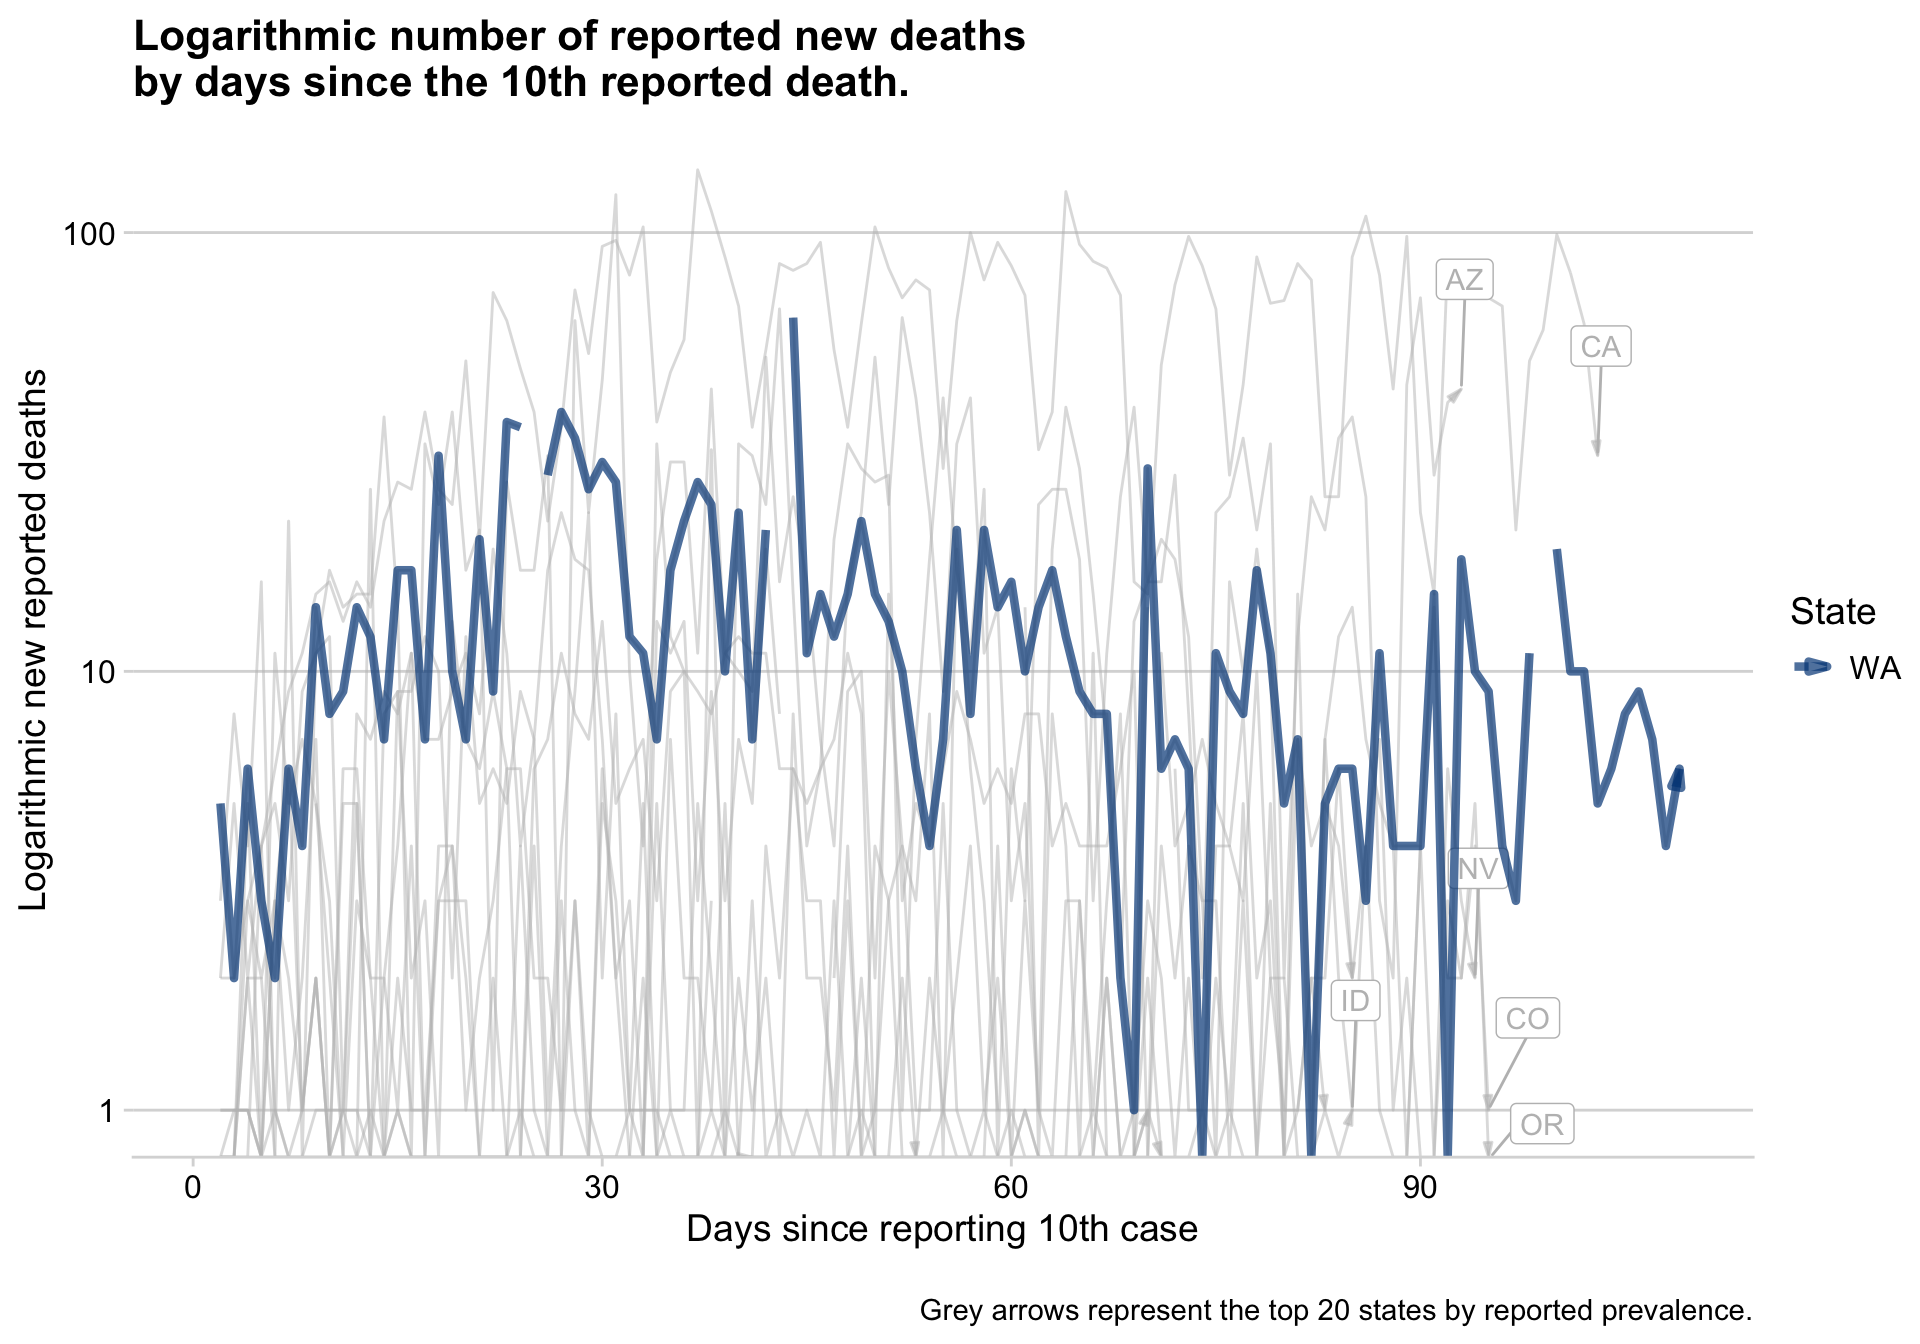 Logarithmic number of reported new deaths
by days since the 10th reported death.
Logarithmic new reported deaths
100
10
1
AZ
CA
NV
ID
CO
OR
State
WA
0
30
60
90
Days since reporting 10th case
Grey arrows represent the top 20 states by reported prevalence.